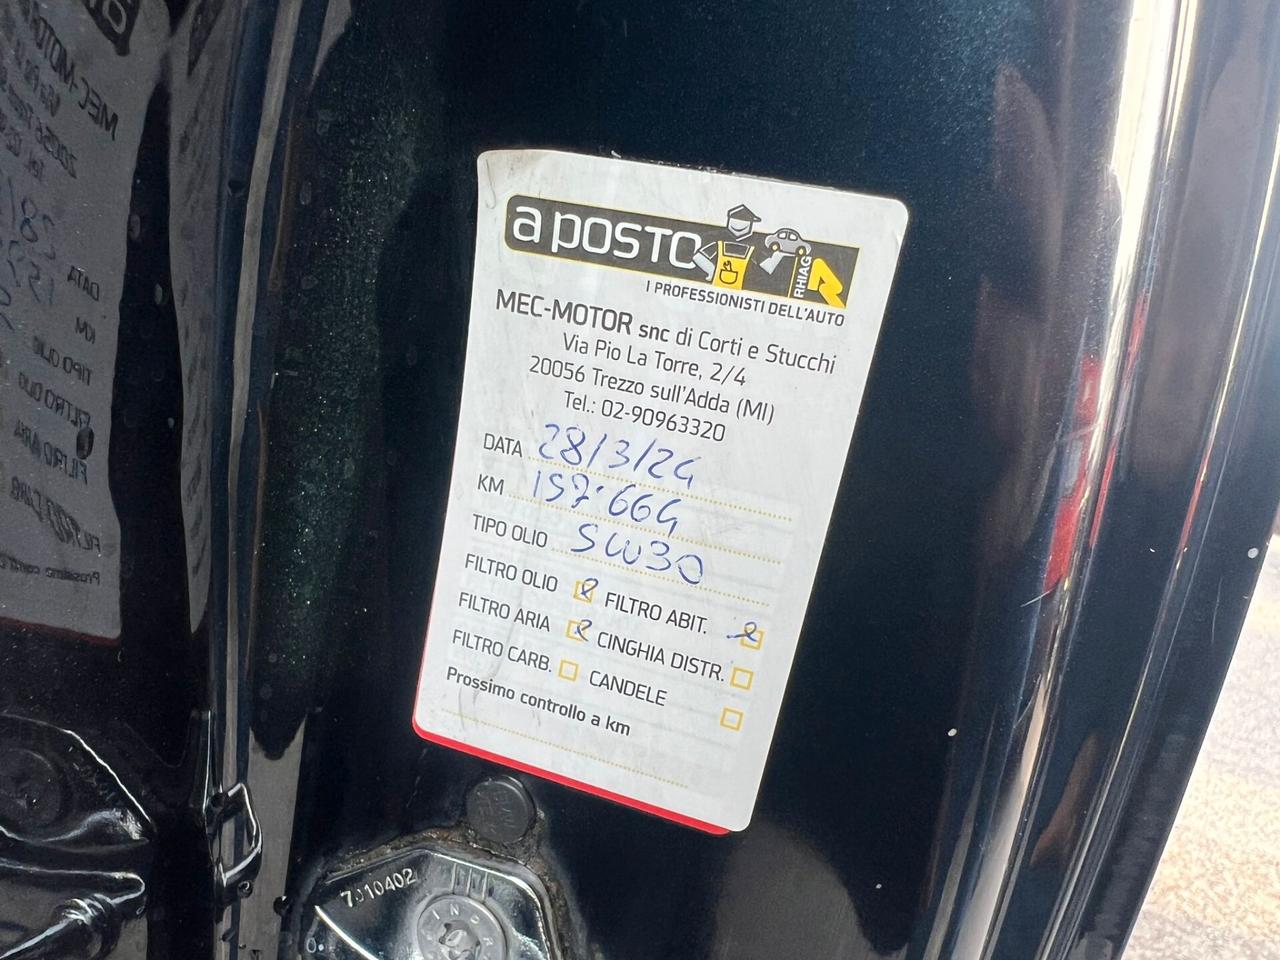 a posto
RHIAG
I PROFESSIONISTI DELL'AUTO
MEC-MOTOR snc di Corti e Stucchi
Via Pio La Torre, 2/4
20056 Trezzo sull'Adda (MI)
Tel.: 02-90963320
DATA 28/3/24
KM 157.664
TIPO OLIO 5W30
FILTRO OLIO FILTRO ABIT.
FILTRO ARIA CINGHIA DISTR.
FILTRO CARB. CANDELE
Prossimo controllo a km
7J10402